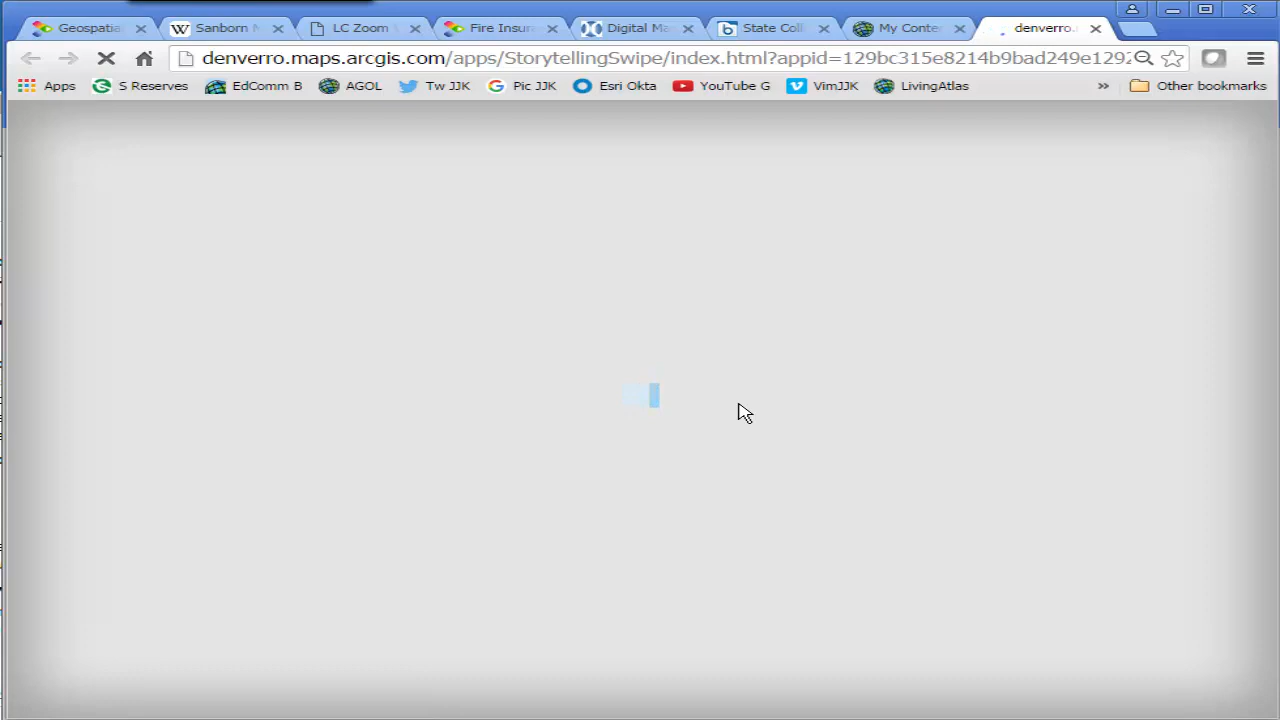 Geospatia
Sanborn M
LC Zoom V
Fire Insur
Digital Ma
State Coll
My Conte
denverro.
denverro.maps.arcgis.com/apps/StorytellingSwipe/index.html?appid=129bc315e8214b9bad249e1292
Apps
S Reserves
EdComm B
AGOL
Tw JJK
Pic JJK
Esri Okta
YouTube G
VimJJK
LivingAtlas
»
Other bookmarks